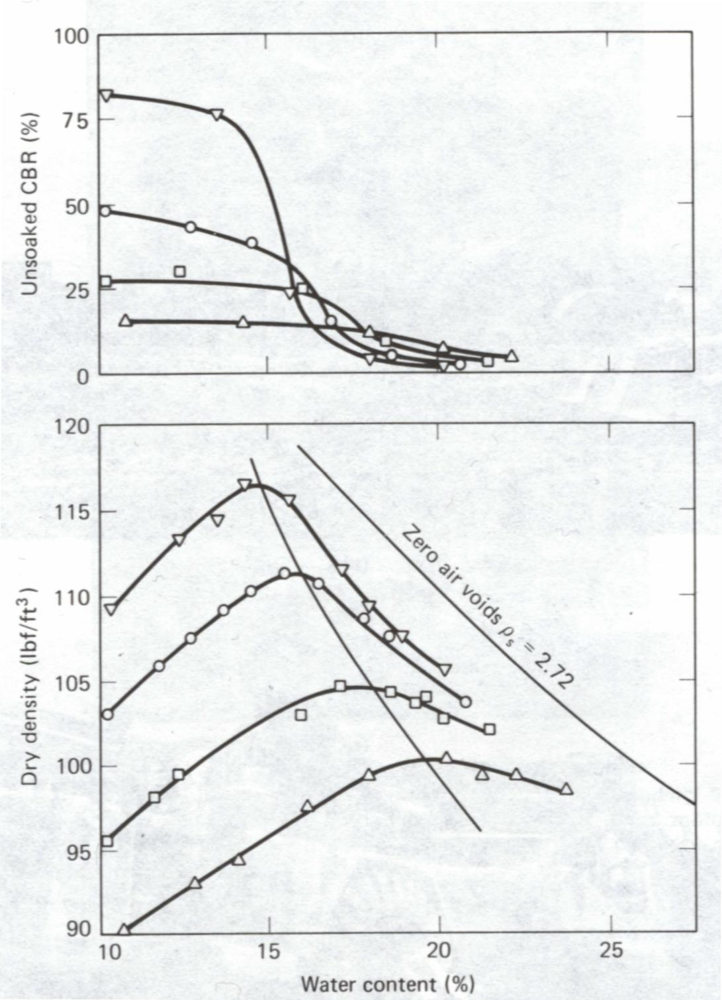 100
75
50
25
0
Unsoaked CBR (%)
120
115
110
105
100
95
90
Dry density (lbf/ft³)
Zero air voids ρs = 2.72
10 15 20 25
Water content (%)